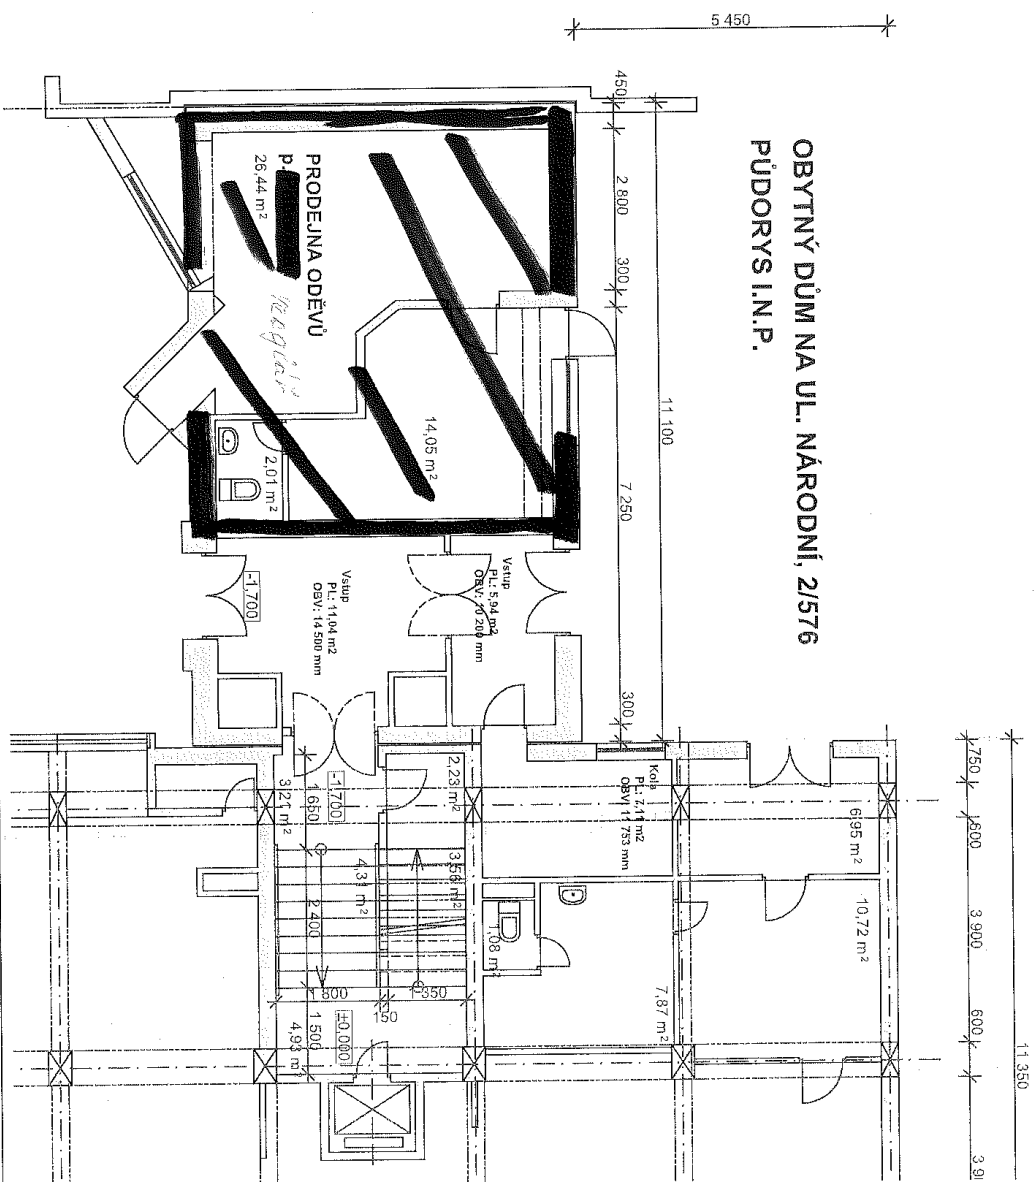 OBYTNÝ DŮM NA UL. NÁRODNÍ, 2/576
PŮDORYS I.N.P.
5 450
450
2 800
300
11 100
7 250
300
PRODEJNA ODĚVŮ
p.
26,44 m²
14,05 m²
2,01 m²
Vstup
PL: 5,94 m2
OBV: 10 200 mm
Vstup
PL: 11,04 m2
OBV: 14 500 mm
-1,700
-1,700
1 650
3,21 m²
2,23 m²
3,56 m²
4,31 m²
2 400
1 800
1 350
150
1 500
±0,000
4,93 m²
Kola
PL: 7,11 m2
OBV: 11 753 mm
1,08 m²
7,87 m²
6,95 m²
10,72 m²
750
600
3 900
600
11 350